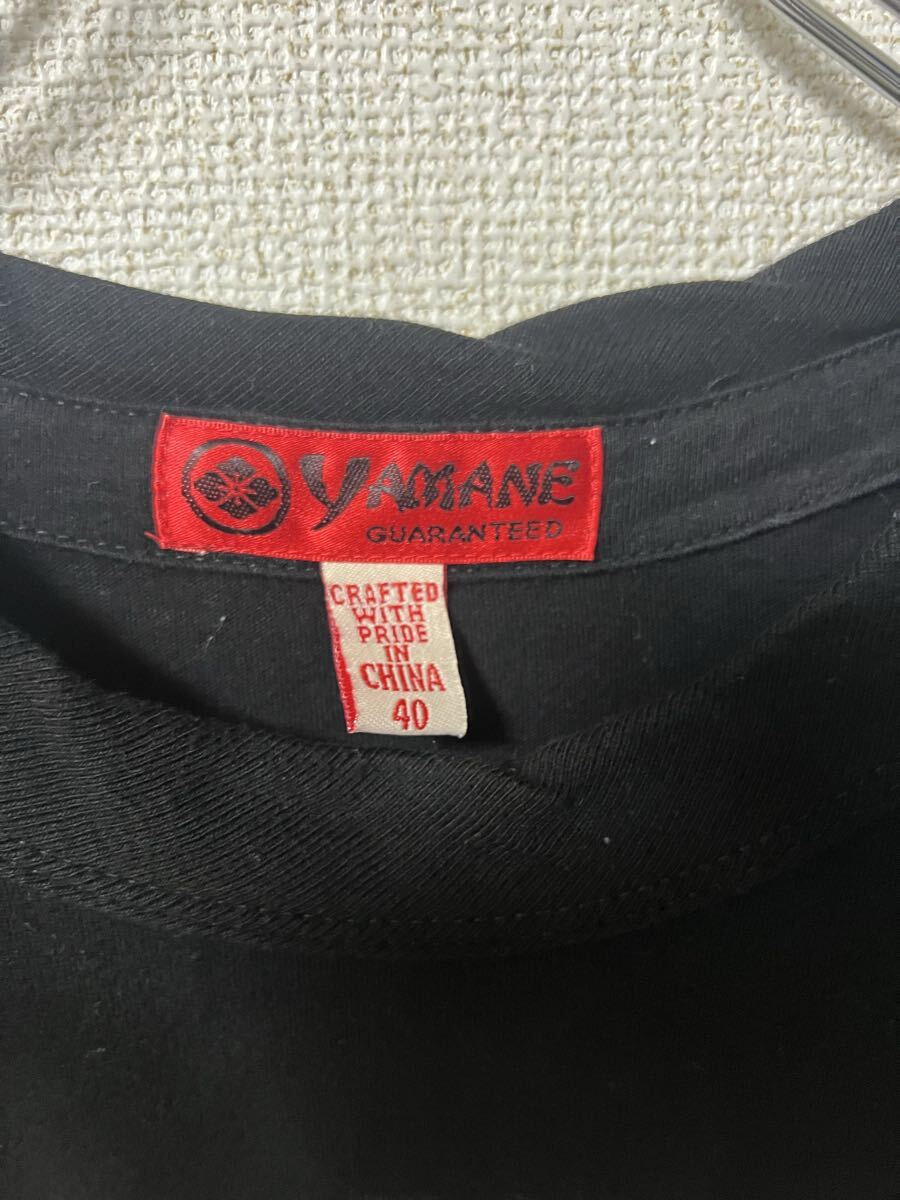 YAMANE
GUARANTEED
CRAFTED
WITH
PRIDE
IN
CHINA
40